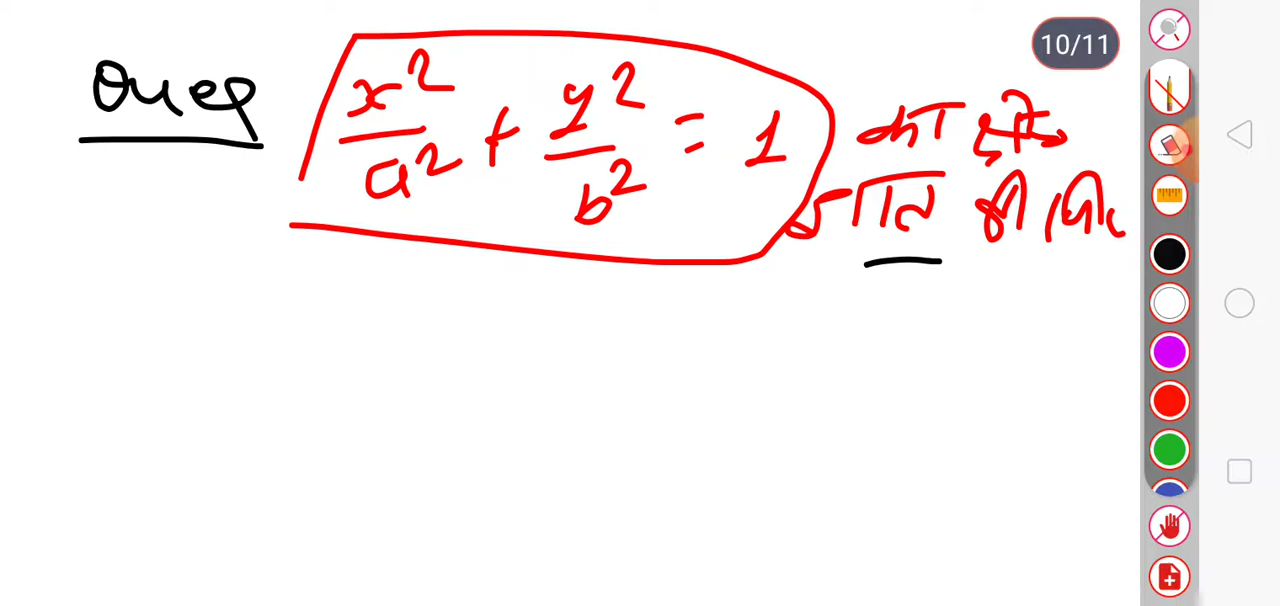 10/11
Ques x²/a² + y²/b² = 1 का क्षेत्र
फल की